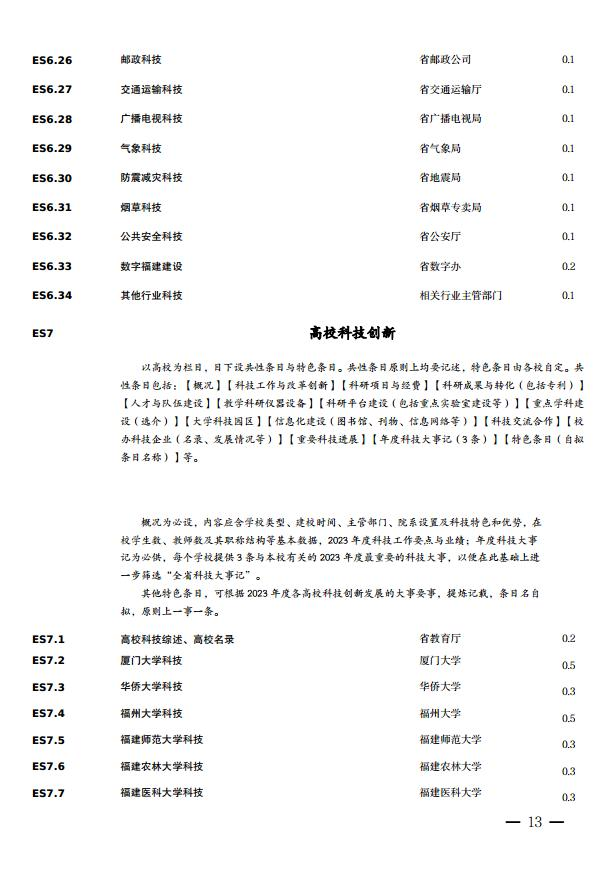 ES6.26 邮政科技 省邮政公司 0.1
ES6.27 交通运输科技 省交通运输厅 0.1
ES6.28 广播电视科技 省广播电视局 0.1
ES6.29 气象科技 省气象局 0.1
ES6.30 防震减灾科技 省地震局 0.1
ES6.31 烟草科技 省烟草专卖局 0.1
ES6.32 公共安全科技 省公安厅 0.1
ES6.33 数字福建建设 省数字办 0.2
ES6.34 其他行业科技 相关行业主管部门 0.1
ES7 高校科技创新
以高校为栏目，目下设共性条目与特色条目。共性条目原则上均要记述，特色条目由各校自定。共
性条目包括：【概况】【科技工作与改革创新】【科研项目与经费】【科研成果与转化（包括专利）】
【人才与队伍建设】【教学科研仪器设备】【科研平台建设（包括重点实验室建设等）】【重点学科建
设（选介）】【大学科技园区】【信息化建设（图书馆、刊物、信息网络等）】【科技交流合作】【校
办科技企业（名录、发展情况等）】【重要科技进展】【年度科技大事记（3 条）】【特色条目（自拟
条目名称）】等。
概况为必设，内容应含学校类型、建校时间、主管部门、院系设置及科技特色和优势，在
校学生数、教师数及其职称结构等基本数据，2023 年度科技工作要点与业绩；年度科技大事
记为必供，每个学校提供 3 条与本校有关的 2023 年度最重要的科技大事，以便在此基础上进
一步筛选“全省科技大事记”。
其他特色条目，可根据 2023 年度各高校科技创新发展的大事要事，提炼记载，条目名自
拟，原则上一事一条。
ES7.1 高校科技综述、高校名录 省教育厅 0.2
ES7.2 厦门大学科技 厦门大学 0.5
ES7.3 华侨大学科技 华侨大学 0.3
ES7.4 福州大学科技 福州大学 0.5
ES7.5 福建师范大学科技 福建师范大学 0.3
ES7.6 福建农林大学科技 福建农林大学 0.3
ES7.7 福建医科大学科技 福建医科大学 0.3
— 13 —